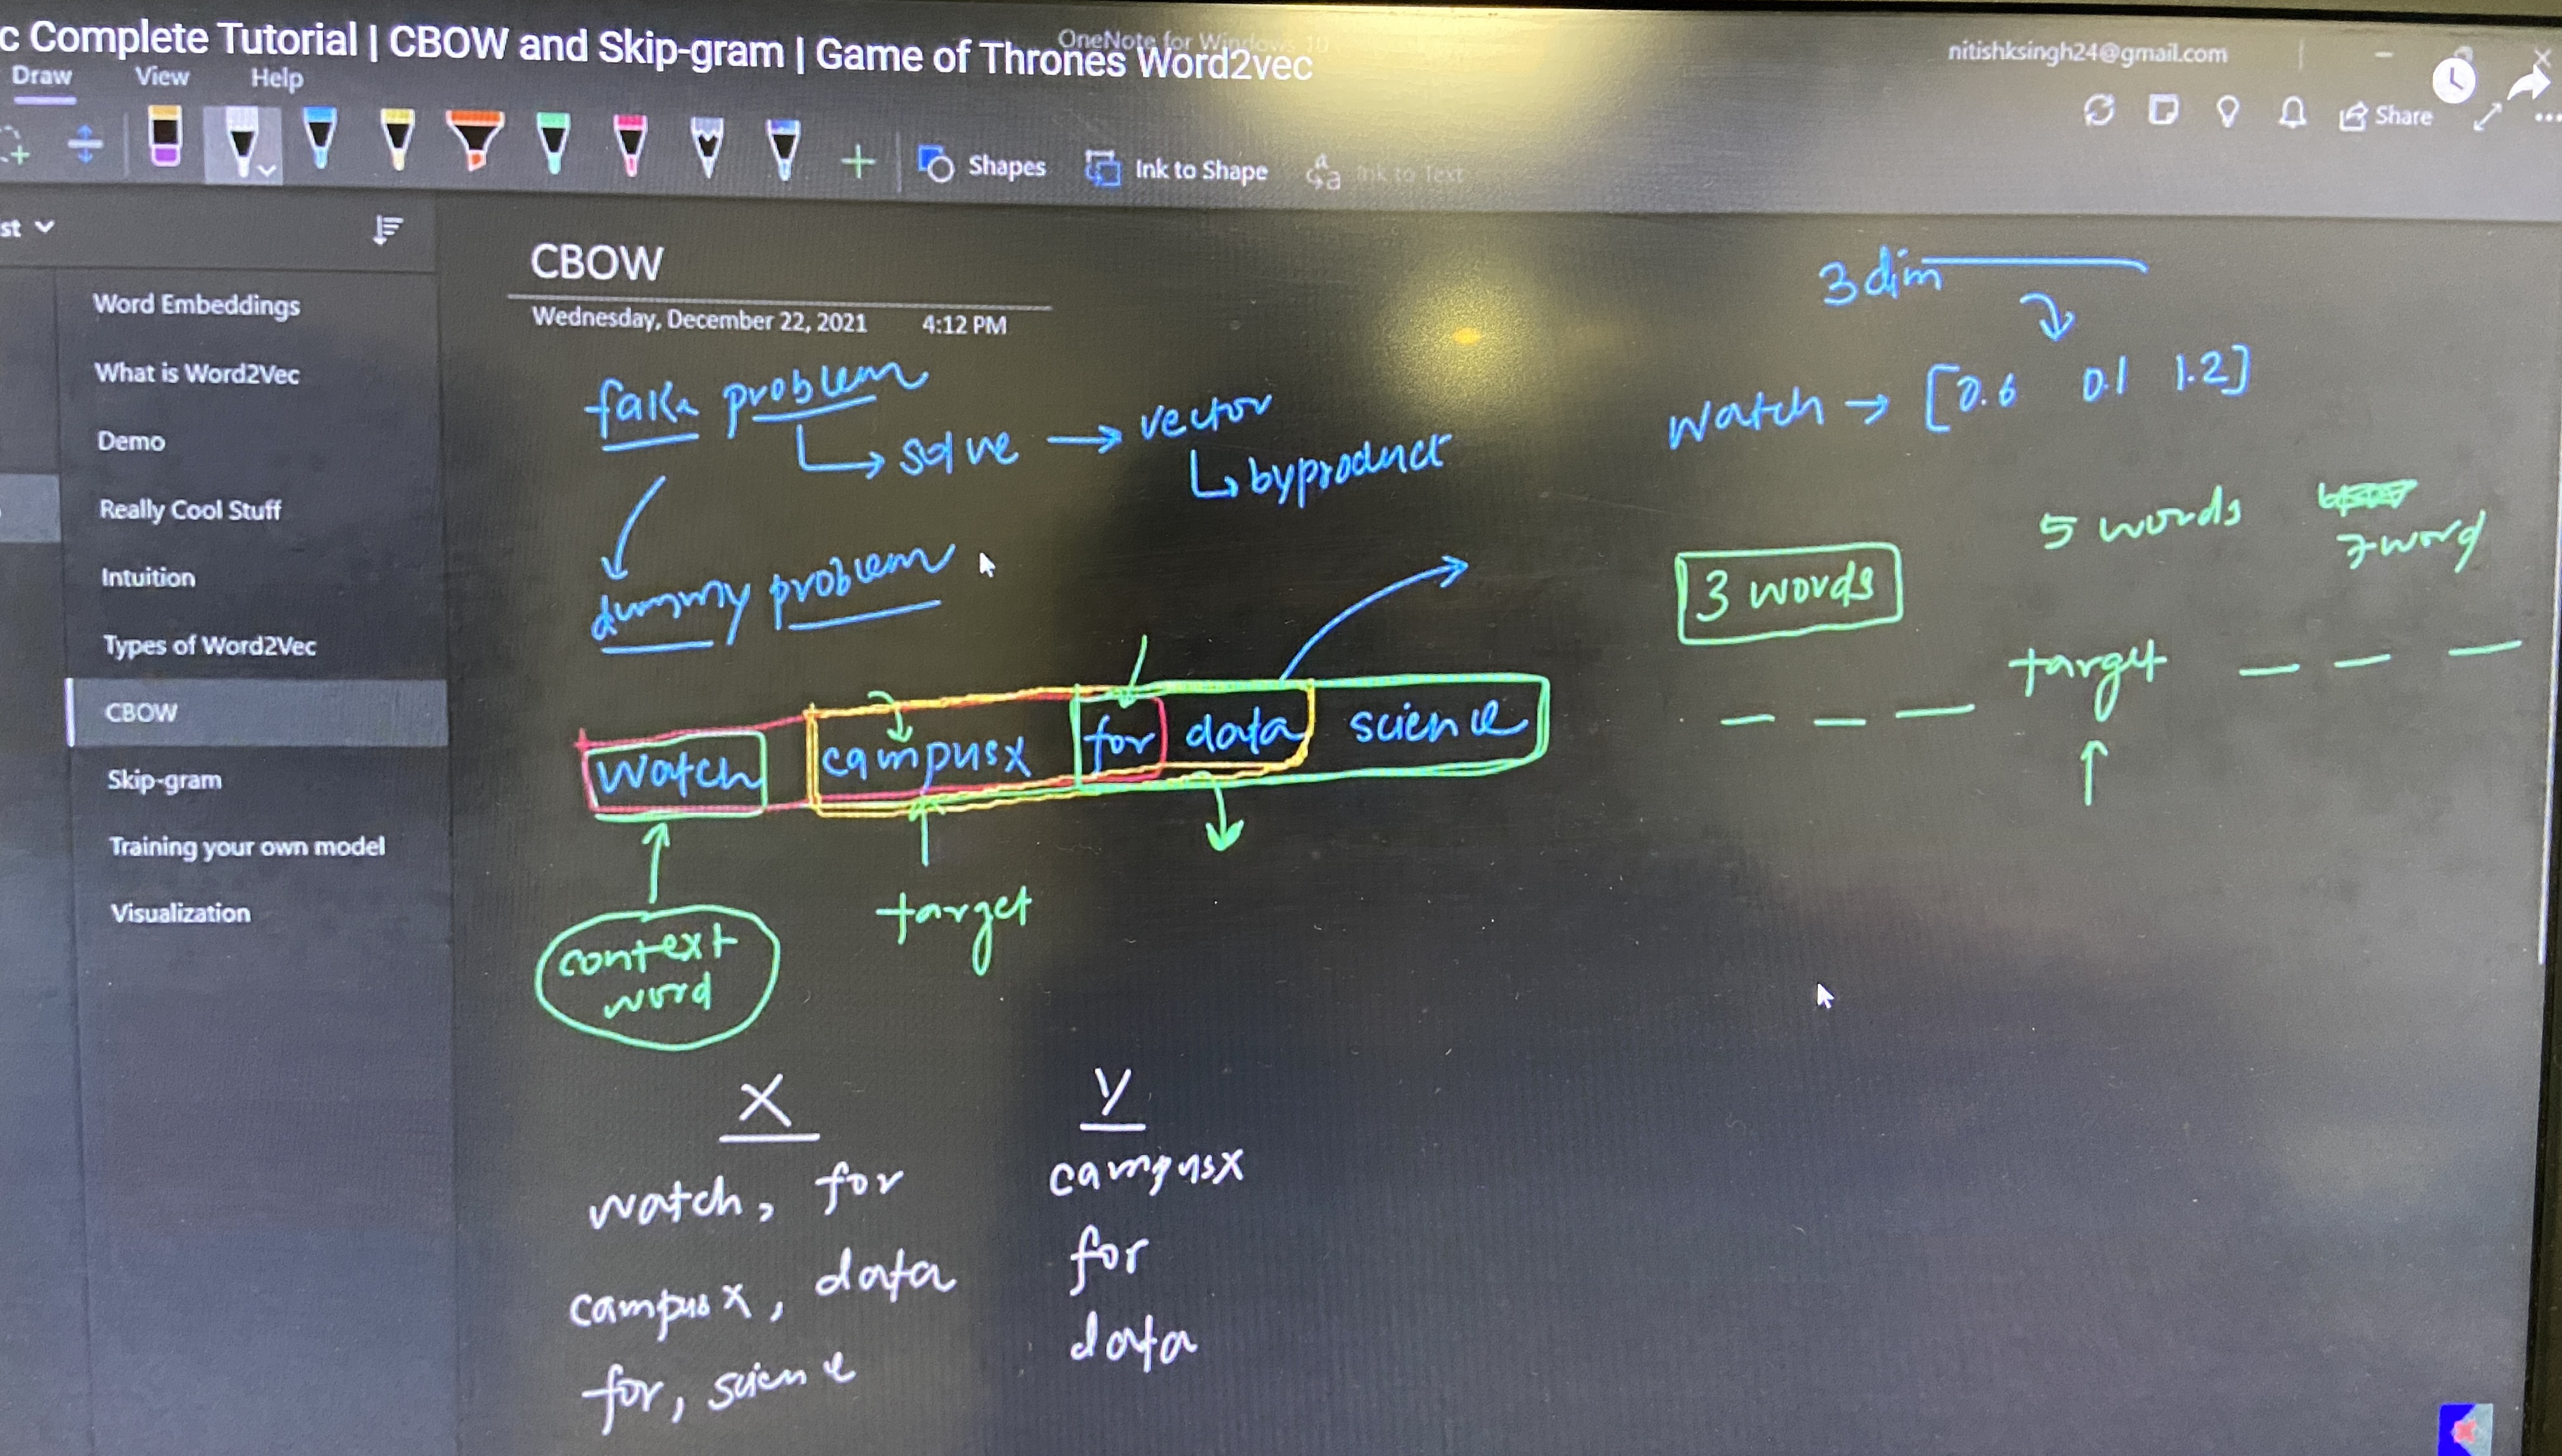 c Complete Tutorial | CBOW and Skip-gram | Game of Thrones Word2vec
OneNote for Windows 10
nitishksingh24@gmail.com
Draw View Help
Shapes Ink to Shape Ink to Text
Share
st
Word Embeddings
What is Word2Vec
Demo
Really Cool Stuff
Intuition
Types of Word2Vec
CBOW
Skip-gram
Training your own model
Visualization
CBOW
Wednesday, December 22, 2021 4:12 PM
fake problem
solve → vector
byproduct
dummy problem
watch campusx for data science
context
word
target
3 dim
watch → [0.6 0.1 1.2]
3 words
5 words
7 word
target
X Y
watch, for campusx
campusx, data for
for, science data